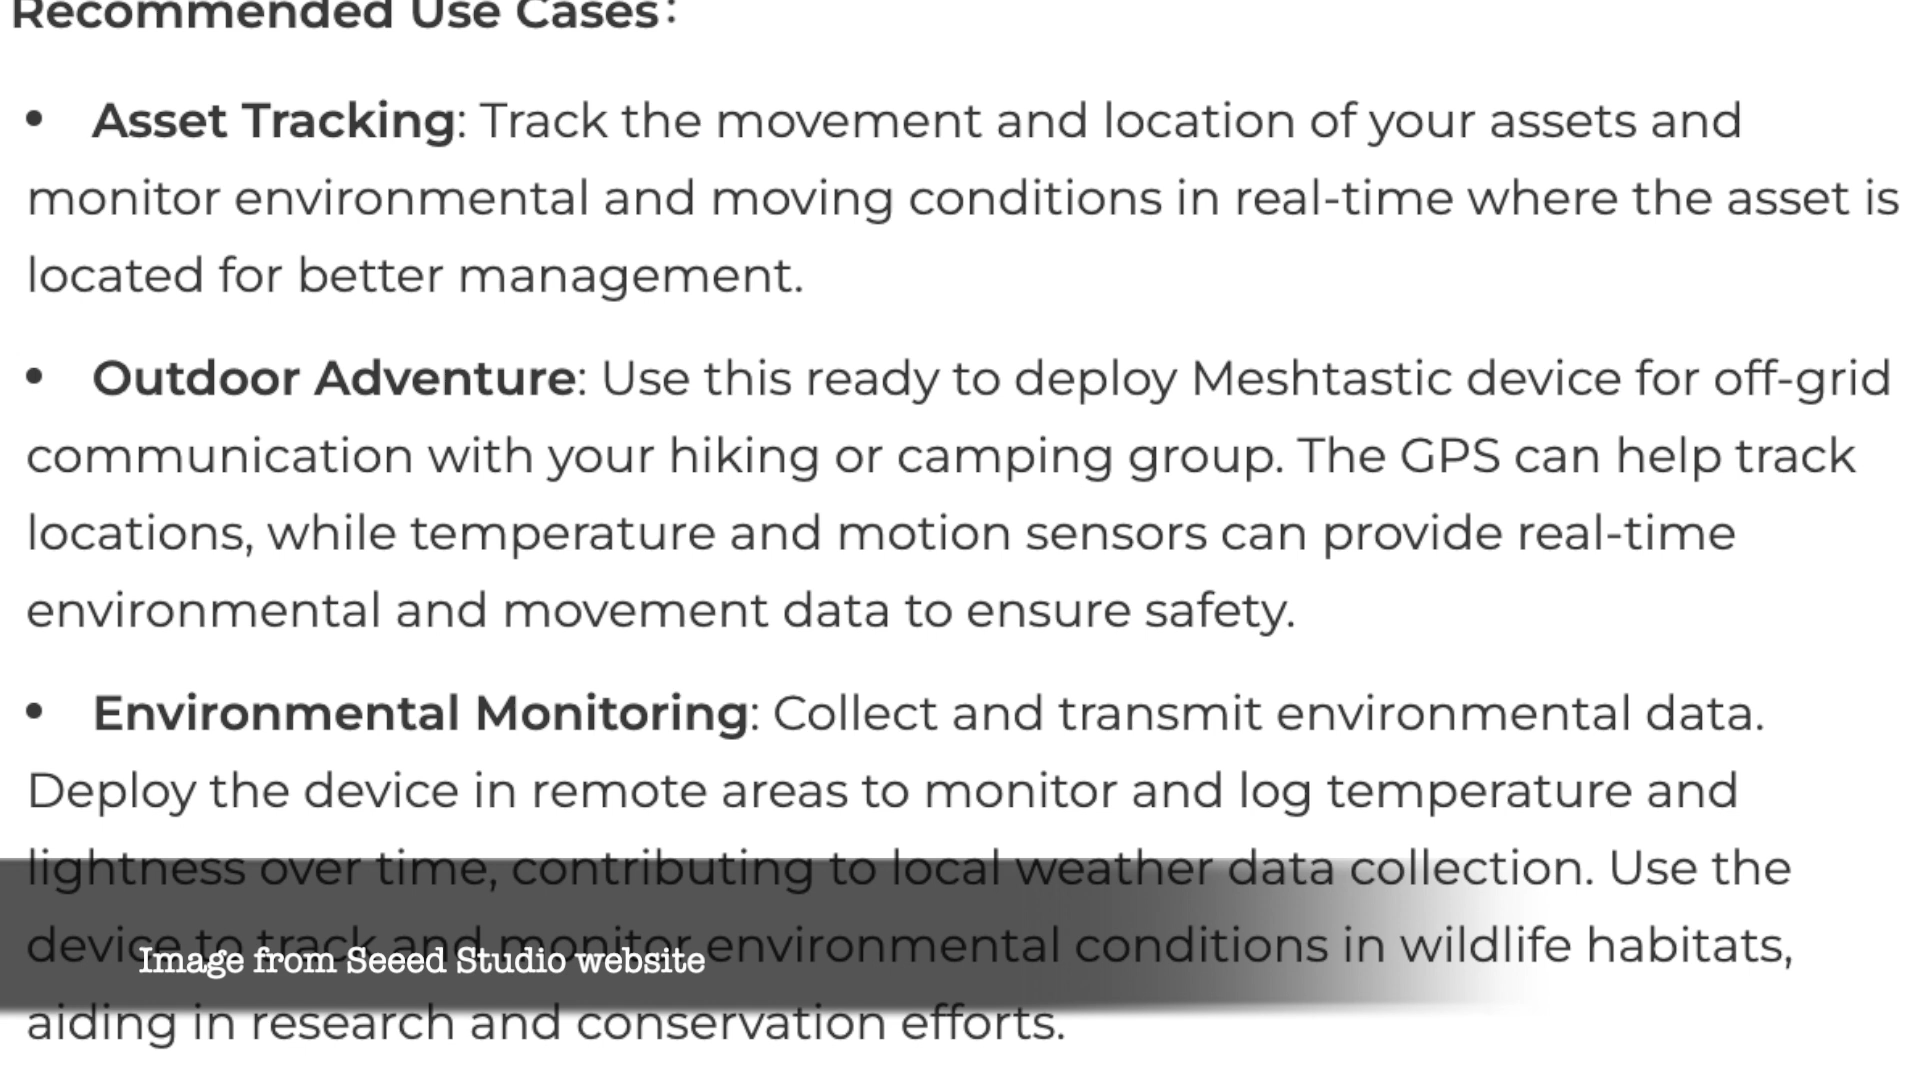 Recommended Use Cases:
• Asset Tracking: Track the movement and location of your assets and
monitor environmental and moving conditions in real-time where the asset is
located for better management.
• Outdoor Adventure: Use this ready to deploy Meshtastic device for off-grid
communication with your hiking or camping group. The GPS can help track
locations, while temperature and motion sensors can provide real-time
environmental and movement data to ensure safety.
• Environmental Monitoring: Collect and transmit environmental data.
Deploy the device in remote areas to monitor and log temperature and
lightness over time, contributing to local weather data collection. Use the
device to track and monitor environmental conditions in wildlife habitats,
Image from Seeed Studio website
aiding in research and conservation efforts.